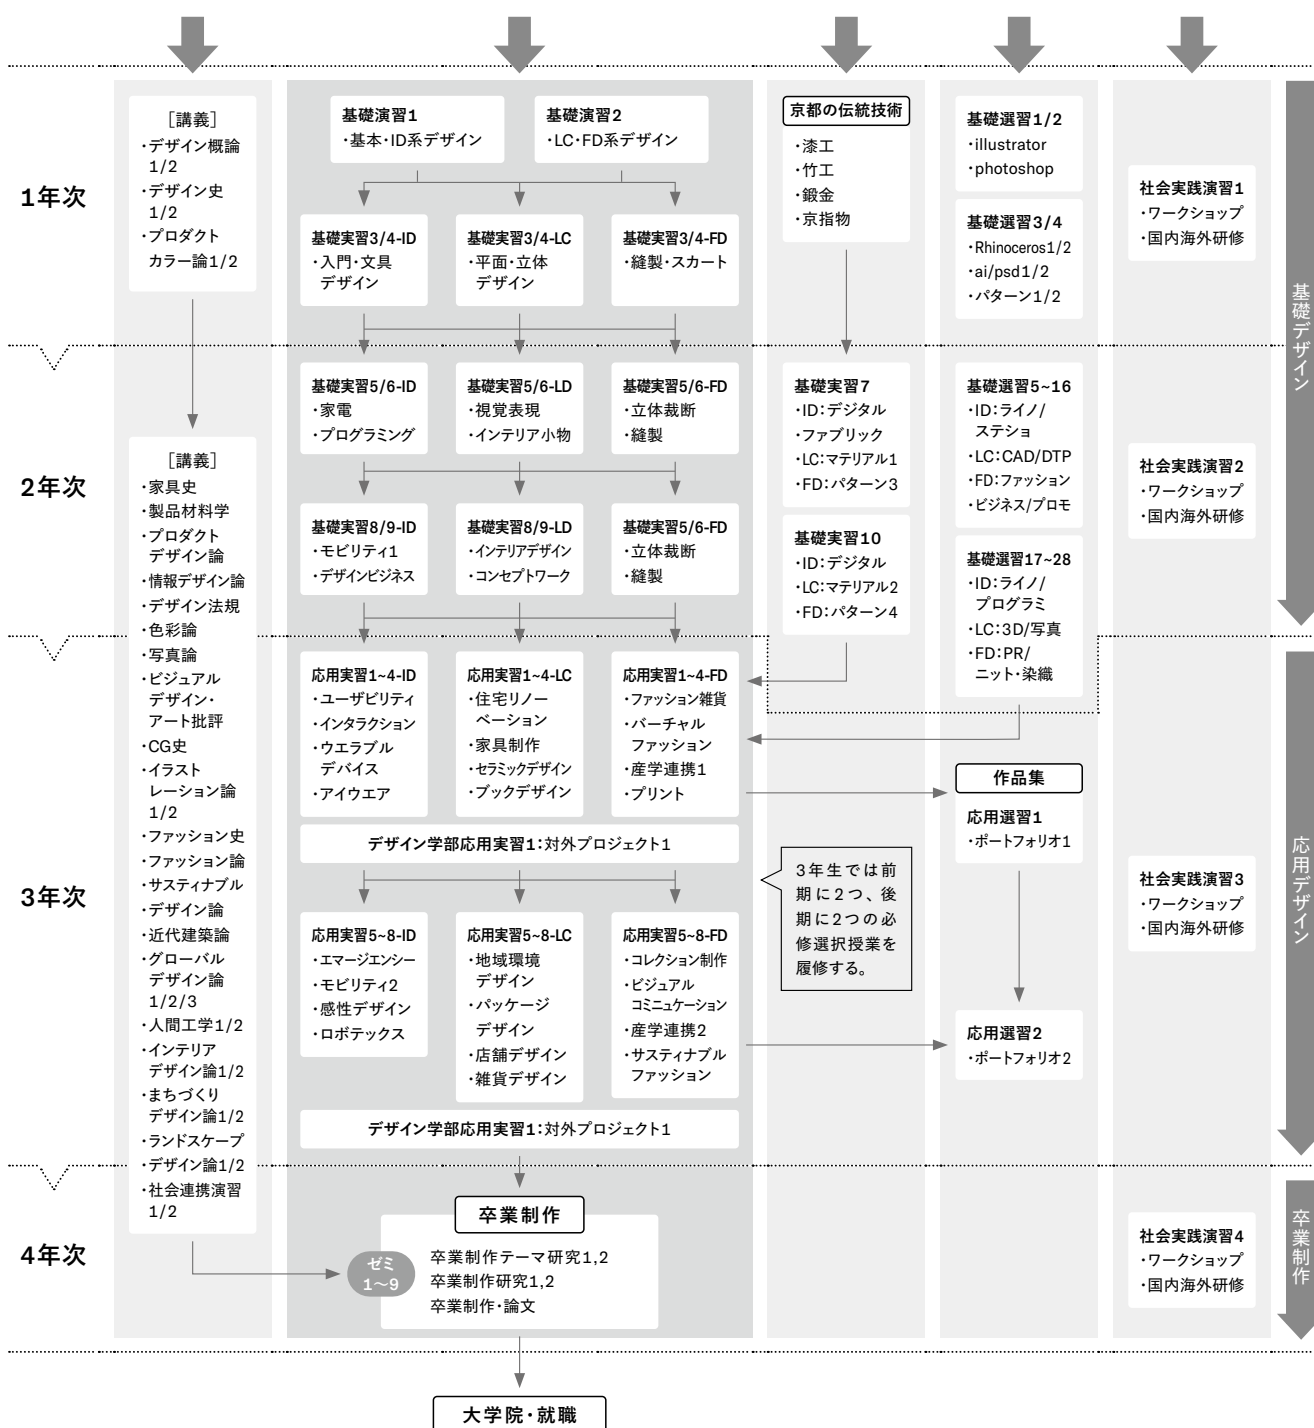 1年次
[講義]
・デザイン概論
1/2
・デザイン史
1/2
・プロダクト
カラー論1/2
基礎演習1
・基本・ID系デザイン
基礎演習2
・LC・FD系デザイン
基礎実習3/4-ID
・入門・文具
デザイン
基礎実習3/4-LC
・平面・立体
デザイン
基礎実習3/4-FD
・縫製・スカート
京都の伝統技術
・漆工
・竹工
・鍛金
・京指物
基礎選習1/2
・illustrator
・photoshop
基礎選習3/4
・Rhinoceros1/2
・ai/psd1/2
・パターン1/2
社会実践演習1
・ワークショップ
・国内海外研修
基礎デザイン
2年次
[講義]
・家具史
・製品材料学
・プロダクト
デザイン論
・情報デザイン論
・デザイン法規
・色彩論
・写真論
・ビジュアル
デザイン・
アート批評
・CG史
・イラスト
レーション論
1/2
・ファッション史
・ファッション論
・サスティナブル
・デザイン論
・近代建築論
・グローバル
デザイン論
1/2/3
・人間工学1/2
・インテリア
デザイン論1/2
・まちづくり
デザイン論1/2
・ランドスケープ
・デザイン論1/2
・社会連携演習
1/2
基礎実習5/6-ID
・家電
・プログラミング
基礎実習5/6-LD
・視覚表現
・インテリア小物
基礎実習5/6-FD
・立体裁断
・縫製
基礎実習8/9-ID
・モビリティ1
・デザインビジネス
基礎実習8/9-LD
・インテリアデザイン
・コンセプトワーク
基礎実習5/6-FD
・立体裁断
・縫製
基礎実習7
・ID:デジタル
・ファブリック
・LC:マテリアル1
・FD:パターン3
基礎実習10
・ID:デジタル
・LC:マテリアル2
・FD:パターン4
基礎選習5~16
・ID:ライノ/
ステショ
・LC:CAD/DTP
・FD:ファッション
・ビジネス/プロモ
基礎選習17~28
・ID:ライノ/
プログラミ
・LC:3D/写真
・FD:PR/
ニット・染織
社会実践演習2
・ワークショップ
・国内海外研修
3年次
応用実習1~4-ID
・ユーザビリティ
・インタラクション
・ウエラブル
デバイス
・アイウエア
応用実習1~4-LC
・住宅リノー
ベーション
・家具制作
・セラミックデザイン
・ブックデザイン
応用実習1~4-FD
・ファッション雑貨
・バーチャル
ファッション
・産学連携1
・プリント
デザイン学部応用実習1:対外プロジェクト1
応用実習5~8-ID
・エマージエンシー
・モビリティ2
・感性デザイン
・ロボテックス
応用実習5~8-LC
・地域環境
デザイン
・パッケージ
デザイン
・店舗デザイン
・雑貨デザイン
応用実習5~8-FD
・コレクション制作
・ビジュアル
コミニュケーション
・産学連携2
・サスティナブル
ファッション
デザイン学部応用実習1:対外プロジェクト1
3年生では前
期に2つ、後
期に2つの必
修選択授業を
履修する。
作品集
応用選習1
・ポートフォリオ1
応用選習2
・ポートフォリオ2
社会実践演習3
・ワークショップ
・国内海外研修
応用デザイン
4年次
卒業制作
ゼミ
1〜9
卒業制作テーマ研究1,2
卒業制作研究1,2
卒業制作・論文
社会実践演習4
・ワークショップ
・国内海外研修
卒業制作
大学院・就職